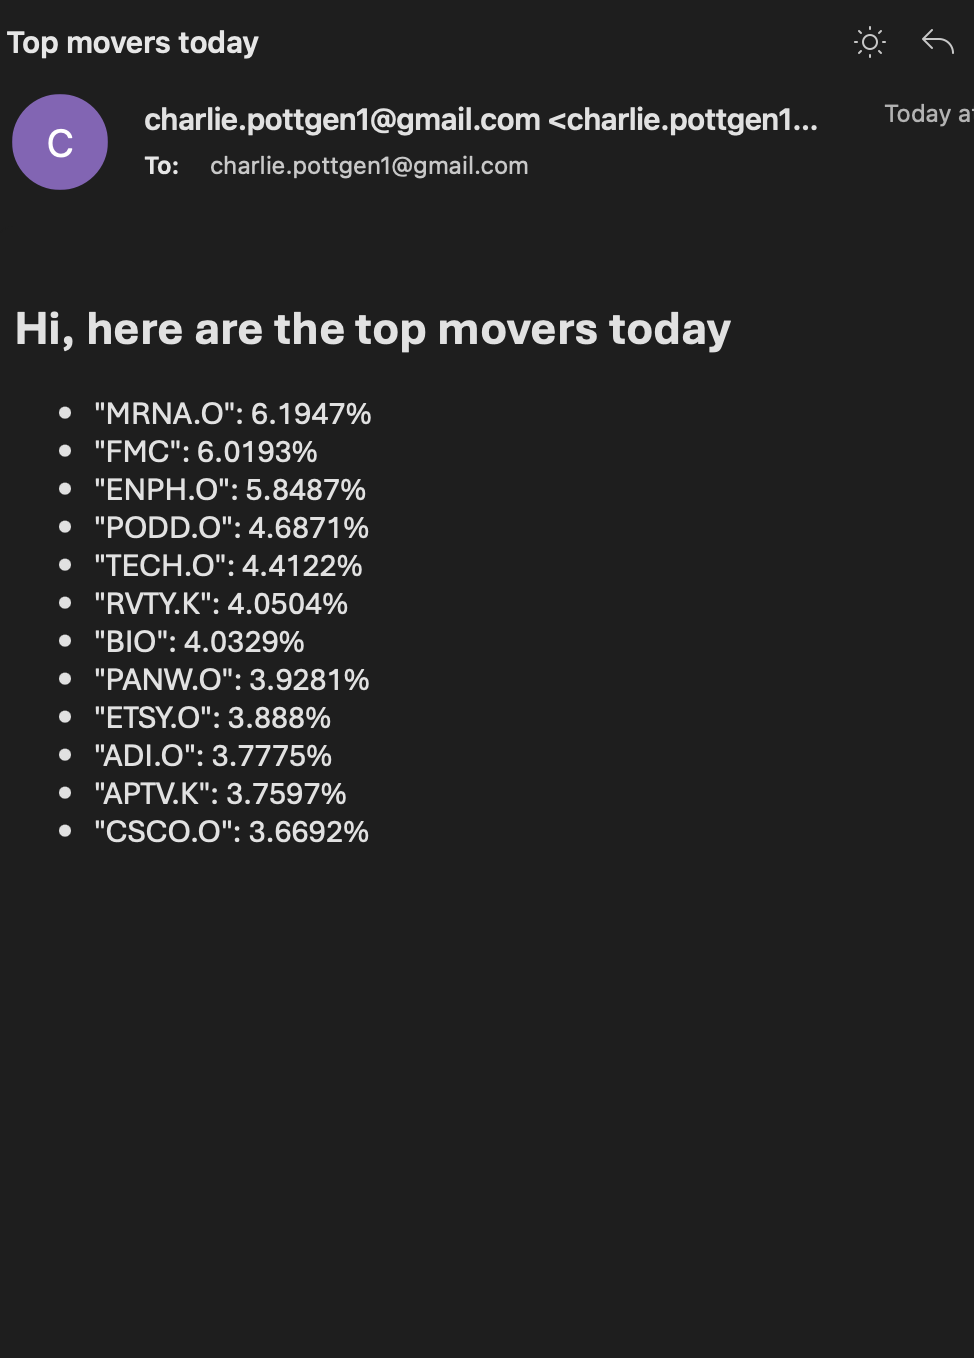 Top movers today
C
charlie.pottgen1@gmail.com <charlie.pottgen1...
Today at
To: charlie.pottgen1@gmail.com
Hi, here are the top movers today
• "MRNA.O": 6.1947%
• "FMC": 6.0193%
• "ENPH.O": 5.8487%
• "PODD.O": 4.6871%
• "TECH.O": 4.4122%
• "RVTY.K": 4.0504%
• "BIO": 4.0329%
• "PANW.O": 3.9281%
• "ETSY.O": 3.888%
• "ADI.O": 3.7775%
• "APTV.K": 3.7597%
• "CSCO.O": 3.6692%